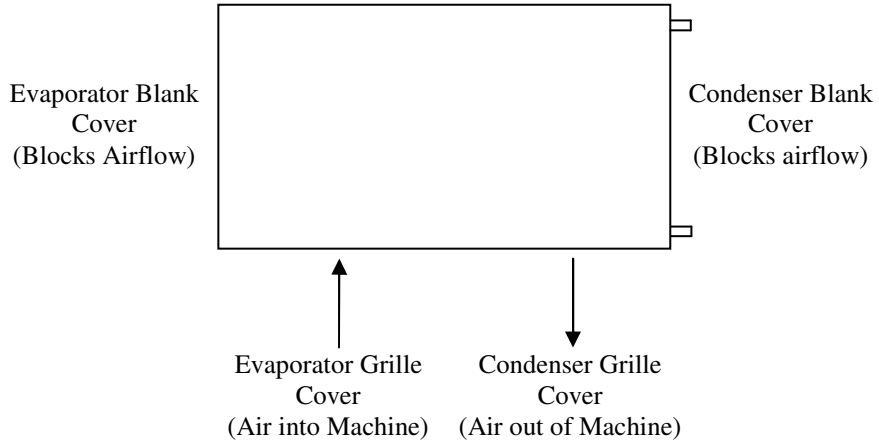 Evaporator Blank
Cover
(Blocks Airflow)
Condenser Blank
Cover
(Blocks airflow)
Evaporator Grille
Cover
(Air into Machine)
Condenser Grille
Cover
(Air out of Machine)